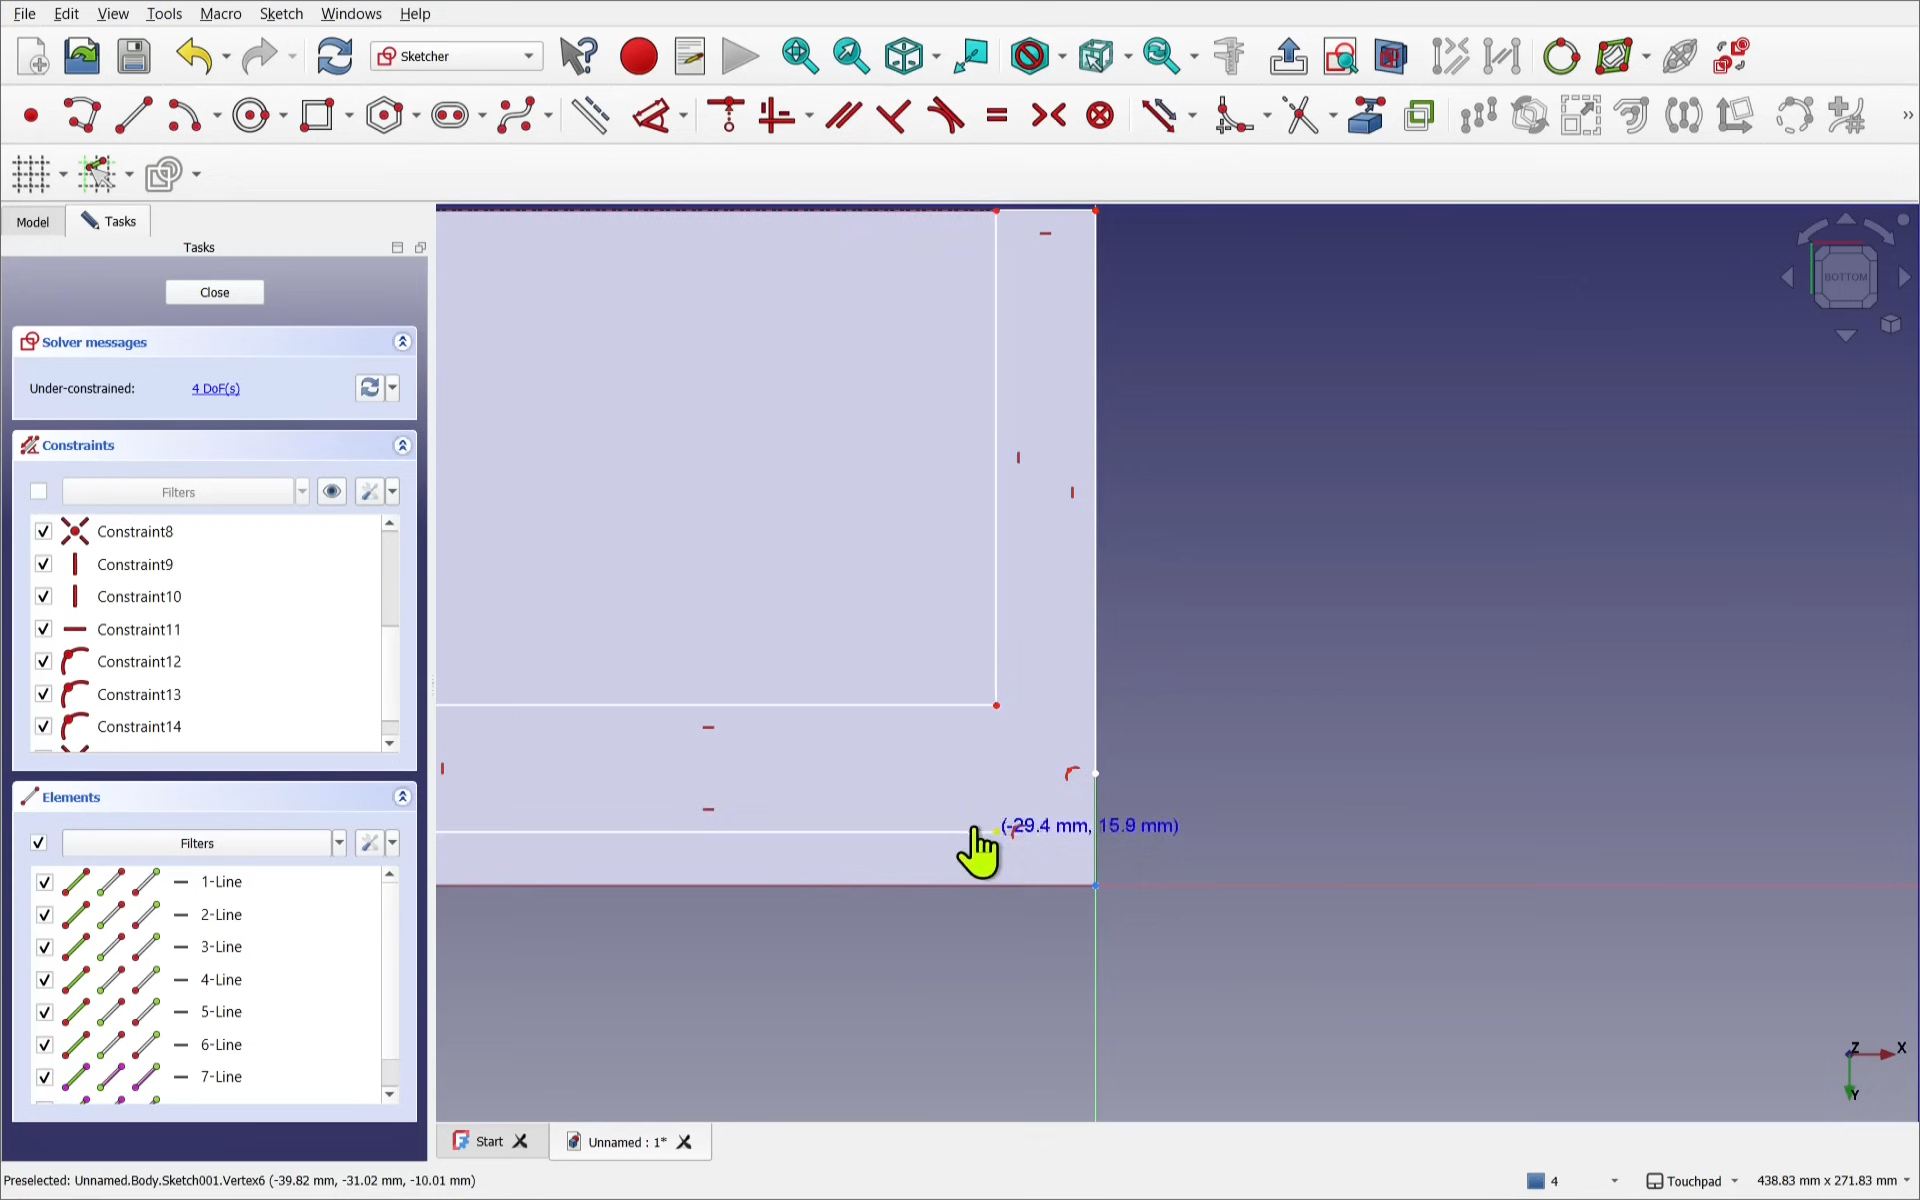 File Edit View Tools Macro Sketch Windows Help
Sketcher
»
Model Tasks
Tasks
Close
Solver messages
Under-constrained: 4 DoF(s)
Constraints
Filters
Constraint8
Constraint9
Constraint10
Constraint11
Constraint12
Constraint13
Constraint14
Elements
Filters
1-Line
2-Line
3-Line
4-Line
5-Line
6-Line
7-Line
BOTTOM
(-29.4 mm, 15.9 mm)
Z X
Y
Start Unnamed : 1*
Preselected: Unnamed.Body.Sketch001.Vertex6 (-39.82 mm, -31.02 mm, -10.01 mm) 4 Touchpad 438.83 mm x 271.83 mm